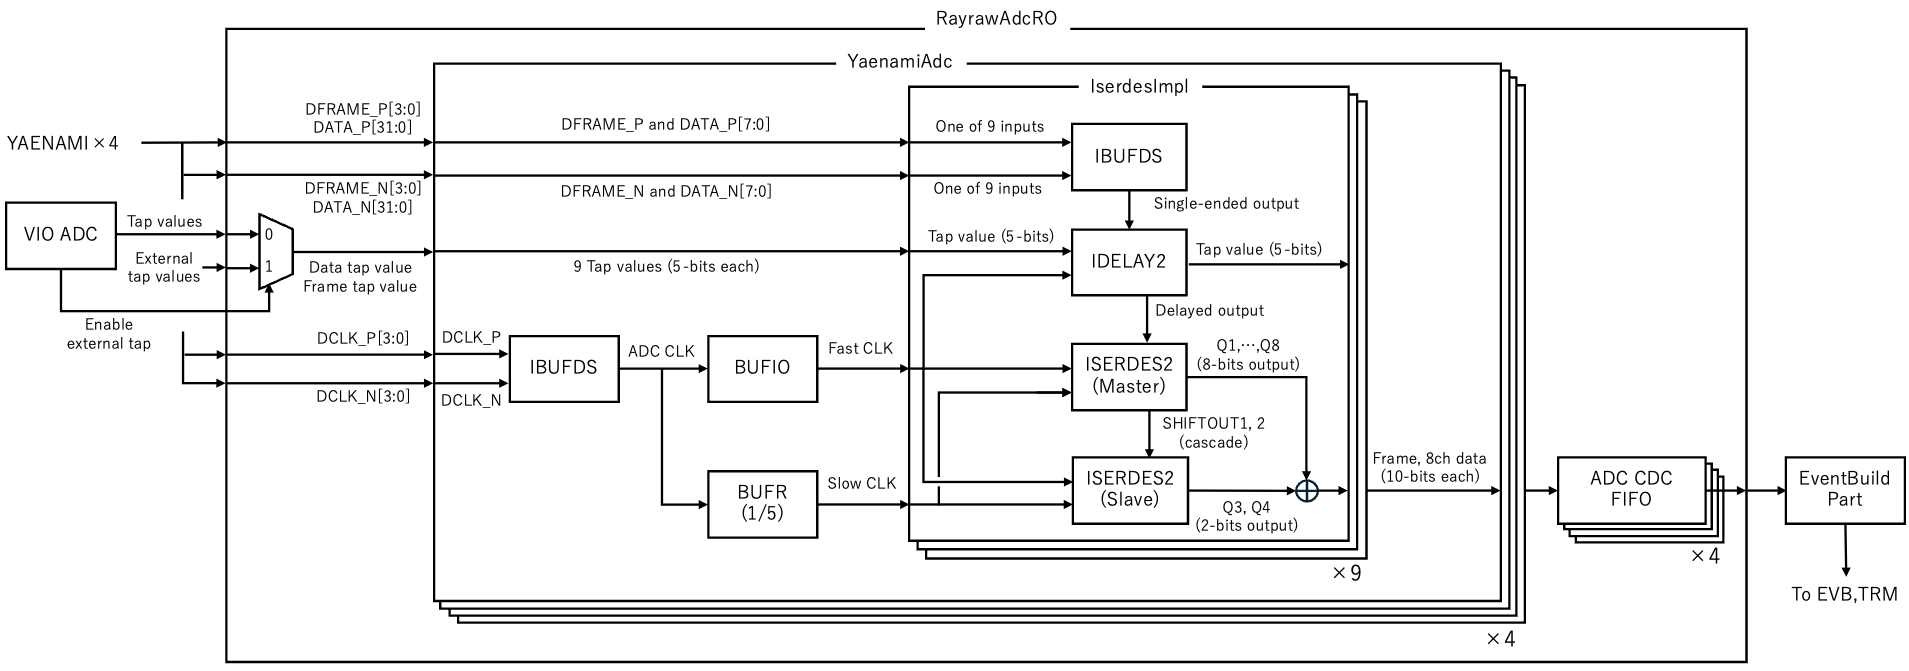 RayrawAdcRO
YaenamiAdc
IserdesImpl
DFRAME_P[3:0]
DATA_P[31:0]
DFRAME_P and DATA_P[7:0]
One of 9 inputs
YAENAMI×4
IBUFDS
DFRAME_N[3:0]
DATA_N[31:0]
DFRAME_N and DATA_N[7:0]
One of 9 inputs
Single-ended output
VIO ADC
Tap values
0
External
tap values
1
Data tap value
Frame tap value
9 Tap values (5-bits each)
Tap value (5-bits)
IDELAY2
Tap value (5-bits)
Delayed output
Enable
external tap
DCLK_P[3:0]
DCLK_P
DCLK_N[3:0]
DCLK_N
IBUFDS
ADC CLK
BUFIO
Fast CLK
ISERDES2
(Master)
Q1,⋯,Q8
(8-bits output)
SHIFTOUT1, 2
(cascade)
BUFR
(1/5)
Slow CLK
ISERDES2
(Slave)
Q3, Q4
(2-bits output)
Frame, 8ch data
(10-bits each)
ADC CDC
FIFO
EventBuild
Part
×4
×9
To EVB,TRM
×4